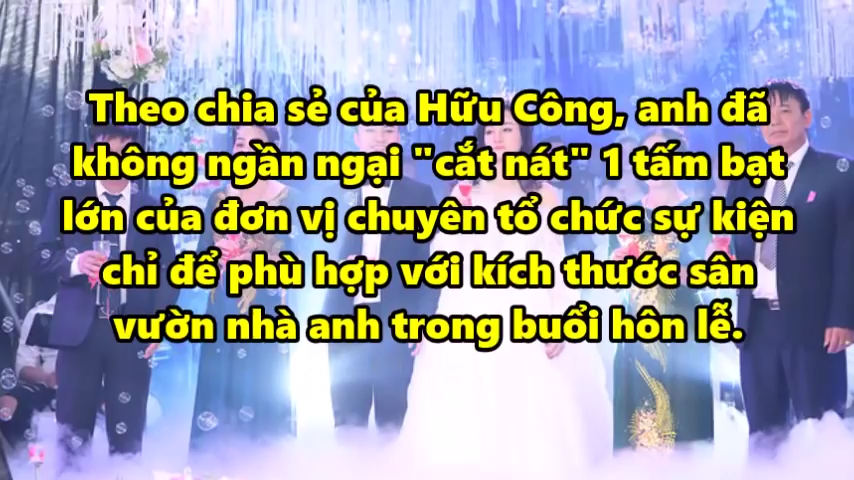 Theo chia sẻ của Hữu Công, anh đã
không ngần ngại "cắt nát" 1 tấm bạt
lớn của đơn vị chuyên tổ chức sự kiện
chỉ để phù hợp với kích thước sân
vườn nhà anh trong buổi hôn lễ.